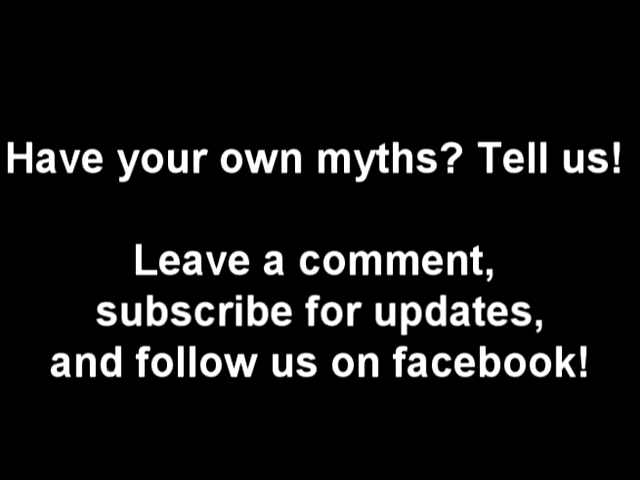 Have your own myths? Tell us!
Leave a comment,
subscribe for updates,
and follow us on facebook!